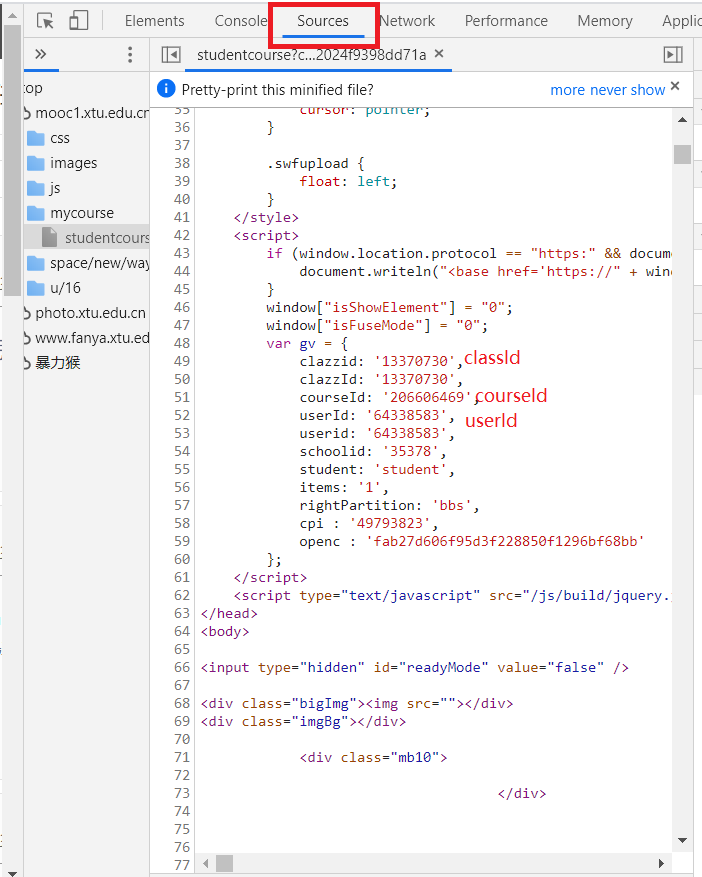 Elements Console Sources Network Performance Memory Applic
» studentcourse?c...2024f9398dd71a ×
Pretty-print this minified file? more never show ×
top
mooc1.xtu.edu.cn
css
images
js
mycourse
studentcours
space/new/way
u/16
photo.xtu.edu.cn
www.fanya.xtu.ed
暴力猴
35 cursor: pointer;
36 }
37
38 .swfupload {
39 float: left;
40 }
41 </style>
42 <script>
43 if (window.location.protocol == "https:" && docume
44 document.writeln("<base href='https://" + wind
45 }
46 window["isShowElement"] = "0";
47 window["isFuseMode"] = "0";
48 var gv = {
49 clazzid: '13370730', classId
50 clazzId: '13370730',
51 courseId: '206606469', courseId
52 userId: '64338583', userId
53 userid: '64338583',
54 schoolid: '35378',
55 student: 'student',
56 items: '1',
57 rightPartition: 'bbs',
58 cpi : '49793823',
59 openc : 'fab27d606f95d3f228850f1296bf68bb'
60 };
61 </script>
62 <script type="text/javascript" src="/js/build/jquery.
63 </head>
64 <body>
65
66 <input type="hidden" id="readyMode" value="false" />
67
68 <div class="bigImg"><img src=""></div>
69 <div class="imgBg"></div>
70
71 <div class="mb10">
72
73 </div>
74
75
76
77